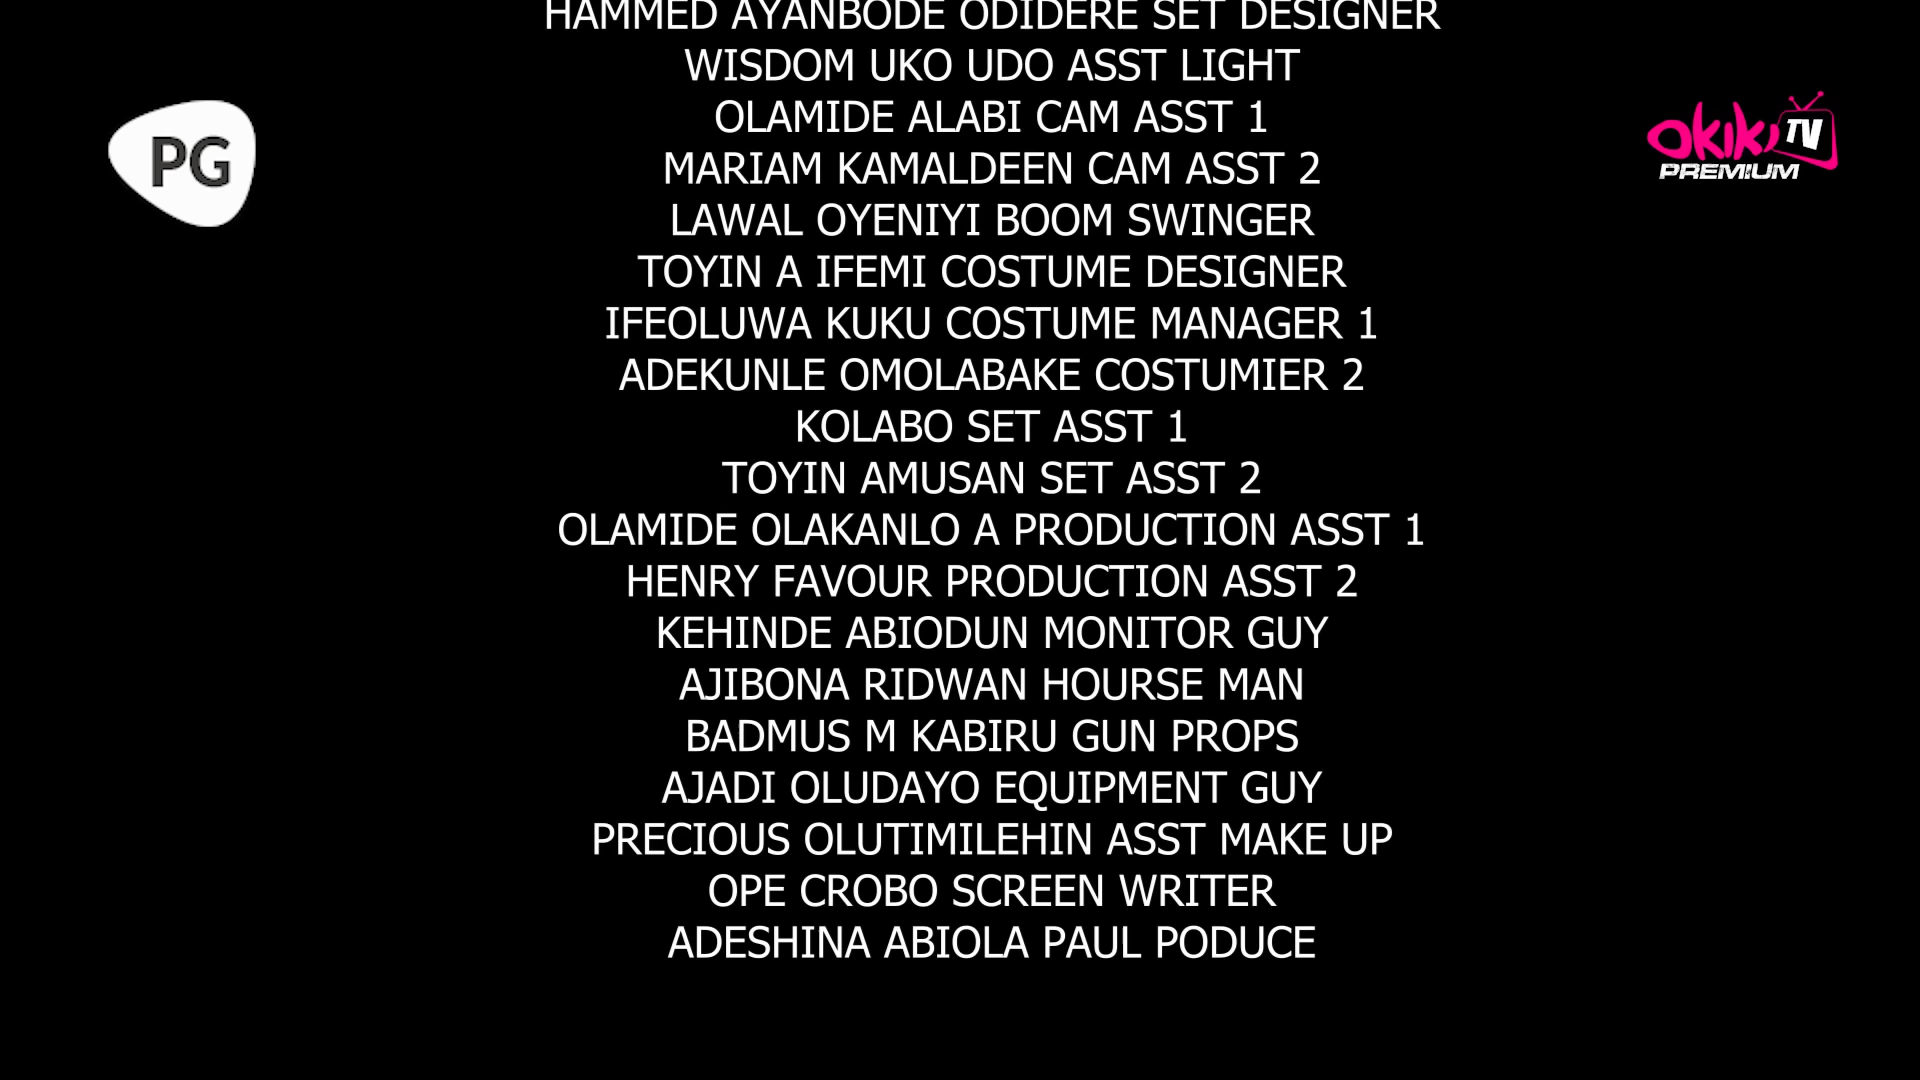 HAMMED AYANBODE ODIDERE SET DESIGNER
WISDOM UKO UDO ASST LIGHT
OLAMIDE ALABI CAM ASST 1
MARIAM KAMALDEEN CAM ASST 2
LAWAL OYENIYI BOOM SWINGER
TOYIN A IFEMI COSTUME DESIGNER
IFEOLUWA KUKU COSTUME MANAGER 1
ADEKUNLE OMOLABAKE COSTUMIER 2
KOLABO SET ASST 1
TOYIN AMUSAN SET ASST 2
OLAMIDE OLAKANLO A PRODUCTION ASST 1
HENRY FAVOUR PRODUCTION ASST 2
KEHINDE ABIODUN MONITOR GUY
AJIBONA RIDWAN HOURSE MAN
BADMUS M KABIRU GUN PROPS
AJADI OLUDAYO EQUIPMENT GUY
PRECIOUS OLUTIMILEHIN ASST MAKE UP
OPE CROBO SCREEN WRITER
ADESHINA ABIOLA PAUL PODUCE
PG
OKIKI TV
PREMIUM